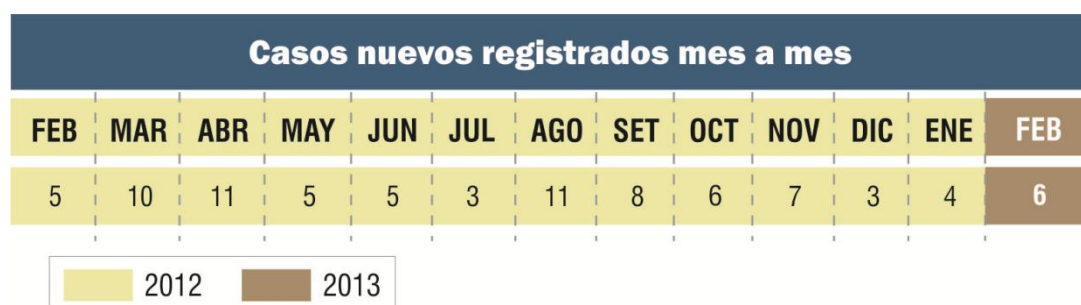 Casos nuevos registrados mes a mes
FEB MAR ABR MAY JUN JUL AGO SET OCT NOV DIC ENE FEB
5 10 11 5 5 3 11 8 6 7 3 4 6
2012 2013